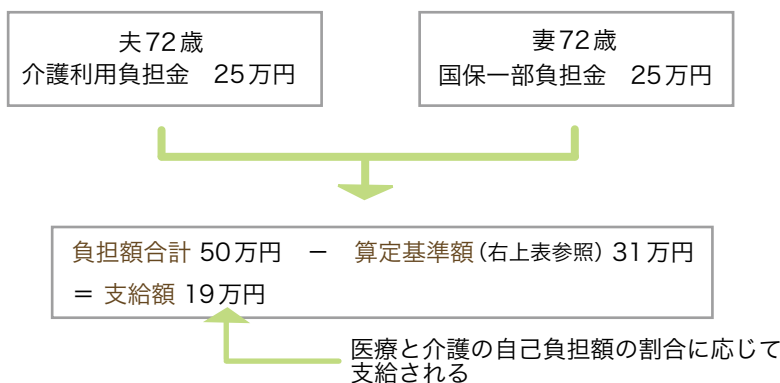 夫72歳
介護利用負担金　25万円
妻72歳
国保一部負担金　25万円
負担額合計 50万円　−　算定基準額（右上表参照）31万円
＝ 支給額 19万円
医療と介護の自己負担額の割合に応じて
支給される